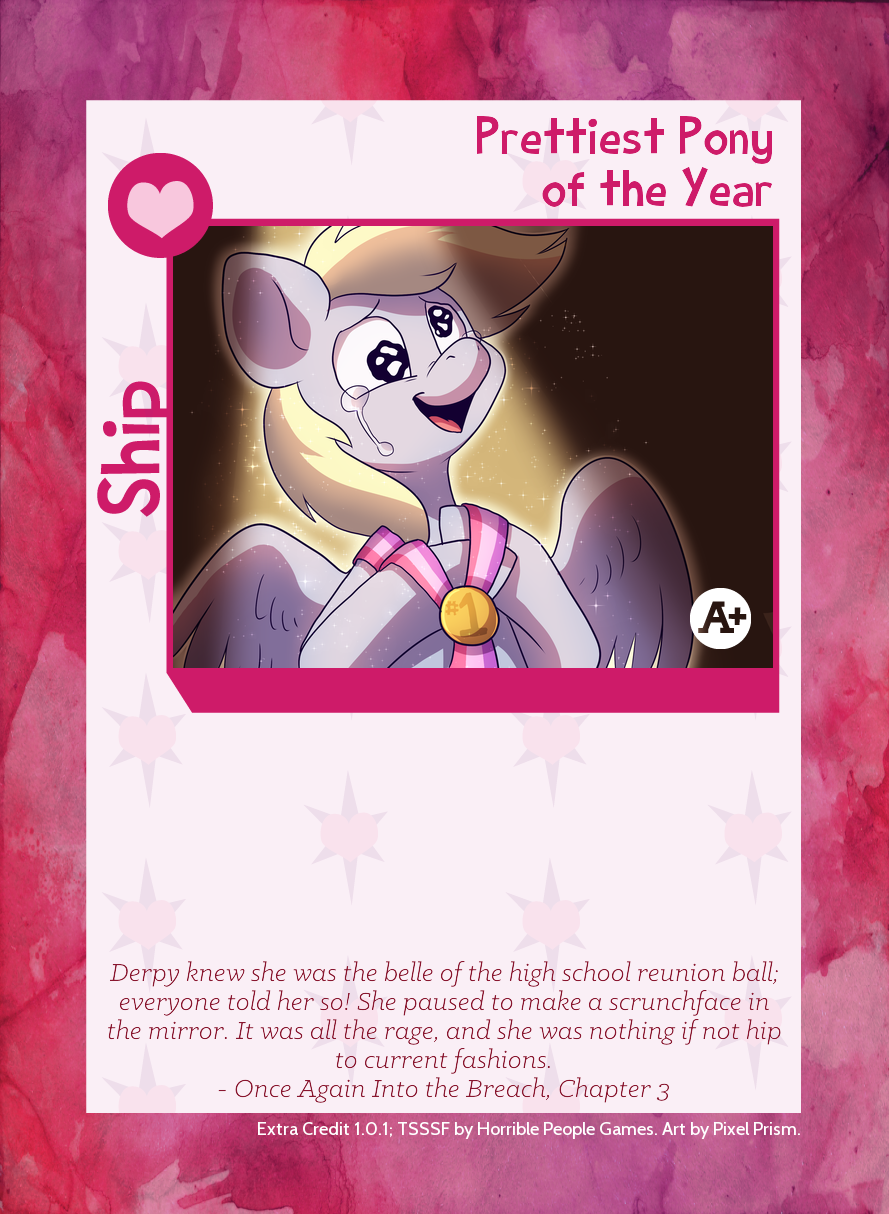 Prettiest Pony
of the Year
Ship
#1
A+
Derpy knew she was the belle of the high school reunion ball;
everyone told her so! She paused to make a scrunchface in
the mirror. It was all the rage, and she was nothing if not hip
to current fashions.
- Once Again Into the Breach, Chapter 3
Extra Credit 1.0.1; TSSSF by Horrible People Games. Art by Pixel Prism.